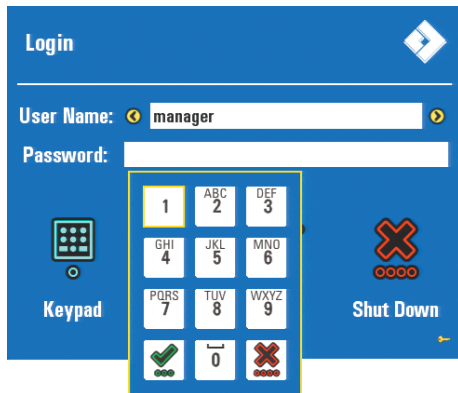 Login
User Name: manager
Password:
1 ABC 2 DEF 3
GHI 4 JKL 5 MNO 6
PQRS 7 TUV 8 WXYZ 9
0
Keypad
Shut Down